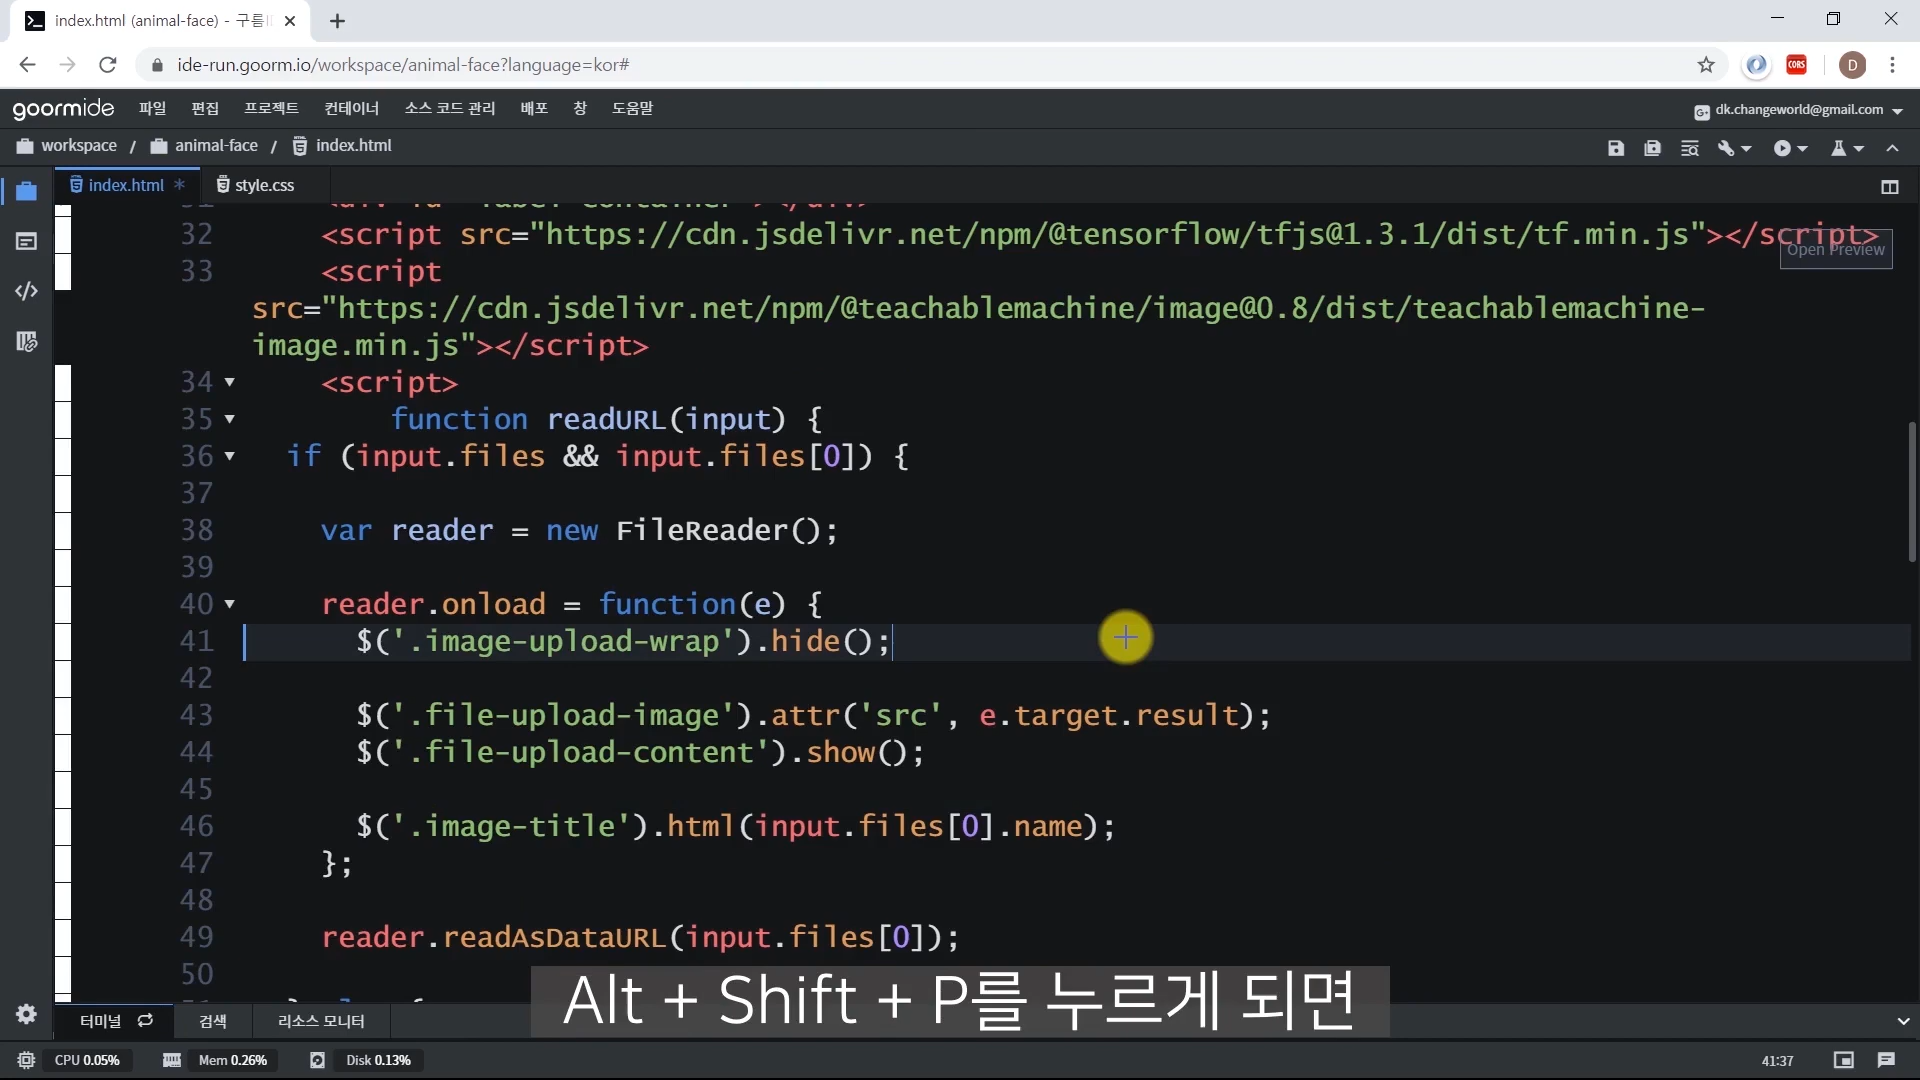 index.html (animal-face) - 구름I
ide-run.goorm.io/workspace/animal-face?language=kor#
CORS
D
goormide 파일 편집 프로젝트 컨테이너 소스 코드 관리 배포 창 도움말
G+ dk.changeworld@gmail.com
workspace / animal-face / index.html
index.html * style.css
32 <script src="https://cdn.jsdelivr.net/npm/@tensorflow/tfjs@1.3.1/dist/tf.min.js"></script>
Open Preview
33 <script
src="https://cdn.jsdelivr.net/npm/@teachablemachine/image@0.8/dist/teachablemachine-
image.min.js"></script>
34 <script>
35 function readURL(input) {
36 if (input.files && input.files[0]) {
37
38 var reader = new FileReader();
39
40 reader.onload = function(e) {
41 $('.image-upload-wrap').hide();
42
43 $('.file-upload-image').attr('src', e.target.result);
44 $('.file-upload-content').show();
45
46 $('.image-title').html(input.files[0].name);
47 };
48
49 reader.readAsDataURL(input.files[0]);
50
Alt + Shift + P를 누르게 되면
터미널 검색 리소스 모니터
CPU 0.05% Mem 0.26% Disk 0.13% 41:37